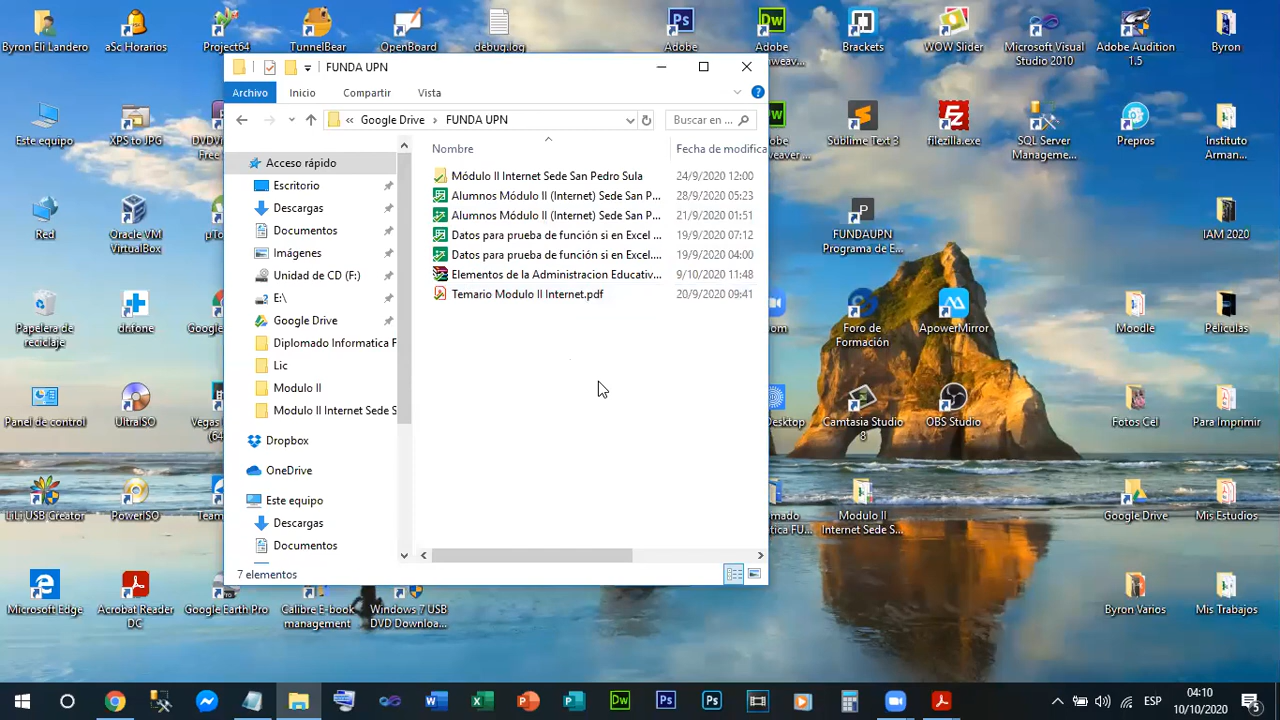 Byron Eli Landero
aSc Horarios
Project64
TunnelBear
OpenBoard
debug.log
Adobe
Adobe
Brackets
WOW Slider
Microsoft Visual
Studio 2010
Adobe Audition
1.5
Byron
FUNDA UPN
Archivo
Inicio
Compartir
Vista
Google Drive
FUNDA UPN
Buscar en ...
Este equipo
XPS to JPG
Free
Sublime Text 3
filezilla.exe
SQL Server
Manageme...
Prepros
Instituto
Arman...
Nombre
Fecha de modifica
Acceso rápido
Escritorio
Descargas
Documentos
Imágenes
Unidad de CD (F:)
E:\
Google Drive
Diplomado Informatica F
Lic
Modulo II
Modulo II Internet Sede S
Dropbox
OneDrive
Este equipo
Descargas
Documentos
Módulo II Internet Sede San Pedro Sula 24/9/2020 12:00
Alumnos Módulo II (Internet) Sede San P... 28/9/2020 05:23
Alumnos Módulo II (Internet) Sede San P... 21/9/2020 01:51
Datos para prueba de función si en Excel ... 19/9/2020 07:12
Datos para prueba de función si en Excel.... 19/9/2020 04:00
Elementos de la Administracion Educativ... 9/10/2020 11:48
Temario Modulo II Internet.pdf 20/9/2020 09:41
7 elementos
Red
Oracle VM
VirtualBox
FUNDAUPN
Programa de E...
IAM 2020
Papelera de
reciclaje
dr.fone
Foro de
Formación
ApowerMirror
Moodle
Peliculas
Panel de control
UltraISO
Vegas
(64
Desktop
Camtasia Studio
8
OBS Studio
Fotos Cel
Para Imprimir
LiLi USB Creator
PowerISO
Team
Modulo II
Internet Sede S...
Google Drive
Mis Estudios
Microsoft Edge
Acrobat Reader
DC
Google Earth Pro
Calibre E-book
management
Windows 7 USB
DVD Downloa...
Byron Varios
Mis Trabajos
ESP
04:10
10/10/2020
5